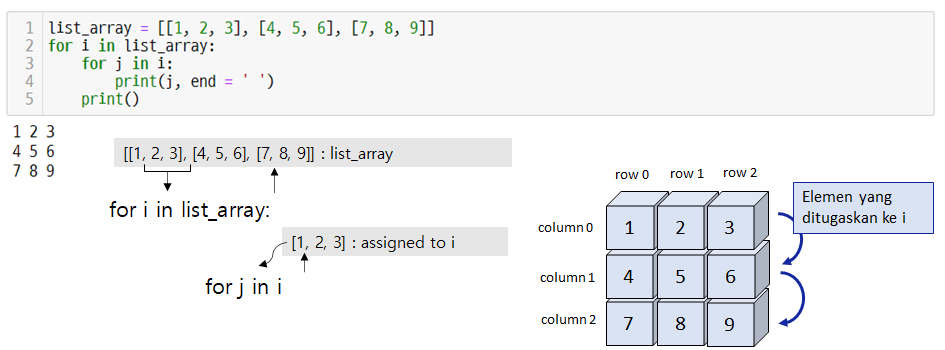 1 list_array = [[1, 2, 3], [4, 5, 6], [7, 8, 9]]
2 for i in list_array:
3     for j in i:
4         print(j, end = ' ')
5     print()
1 2 3
4 5 6
7 8 9
[[1, 2, 3], [4, 5, 6], [7, 8, 9]] : list_array
for i in list_array:
[1, 2, 3] : assigned to i
for j in i
row 0 row 1 row 2
column 0 1 2 3
column 1 4 5 6
column 2 7 8 9
Elemen yang
ditugaskan ke i